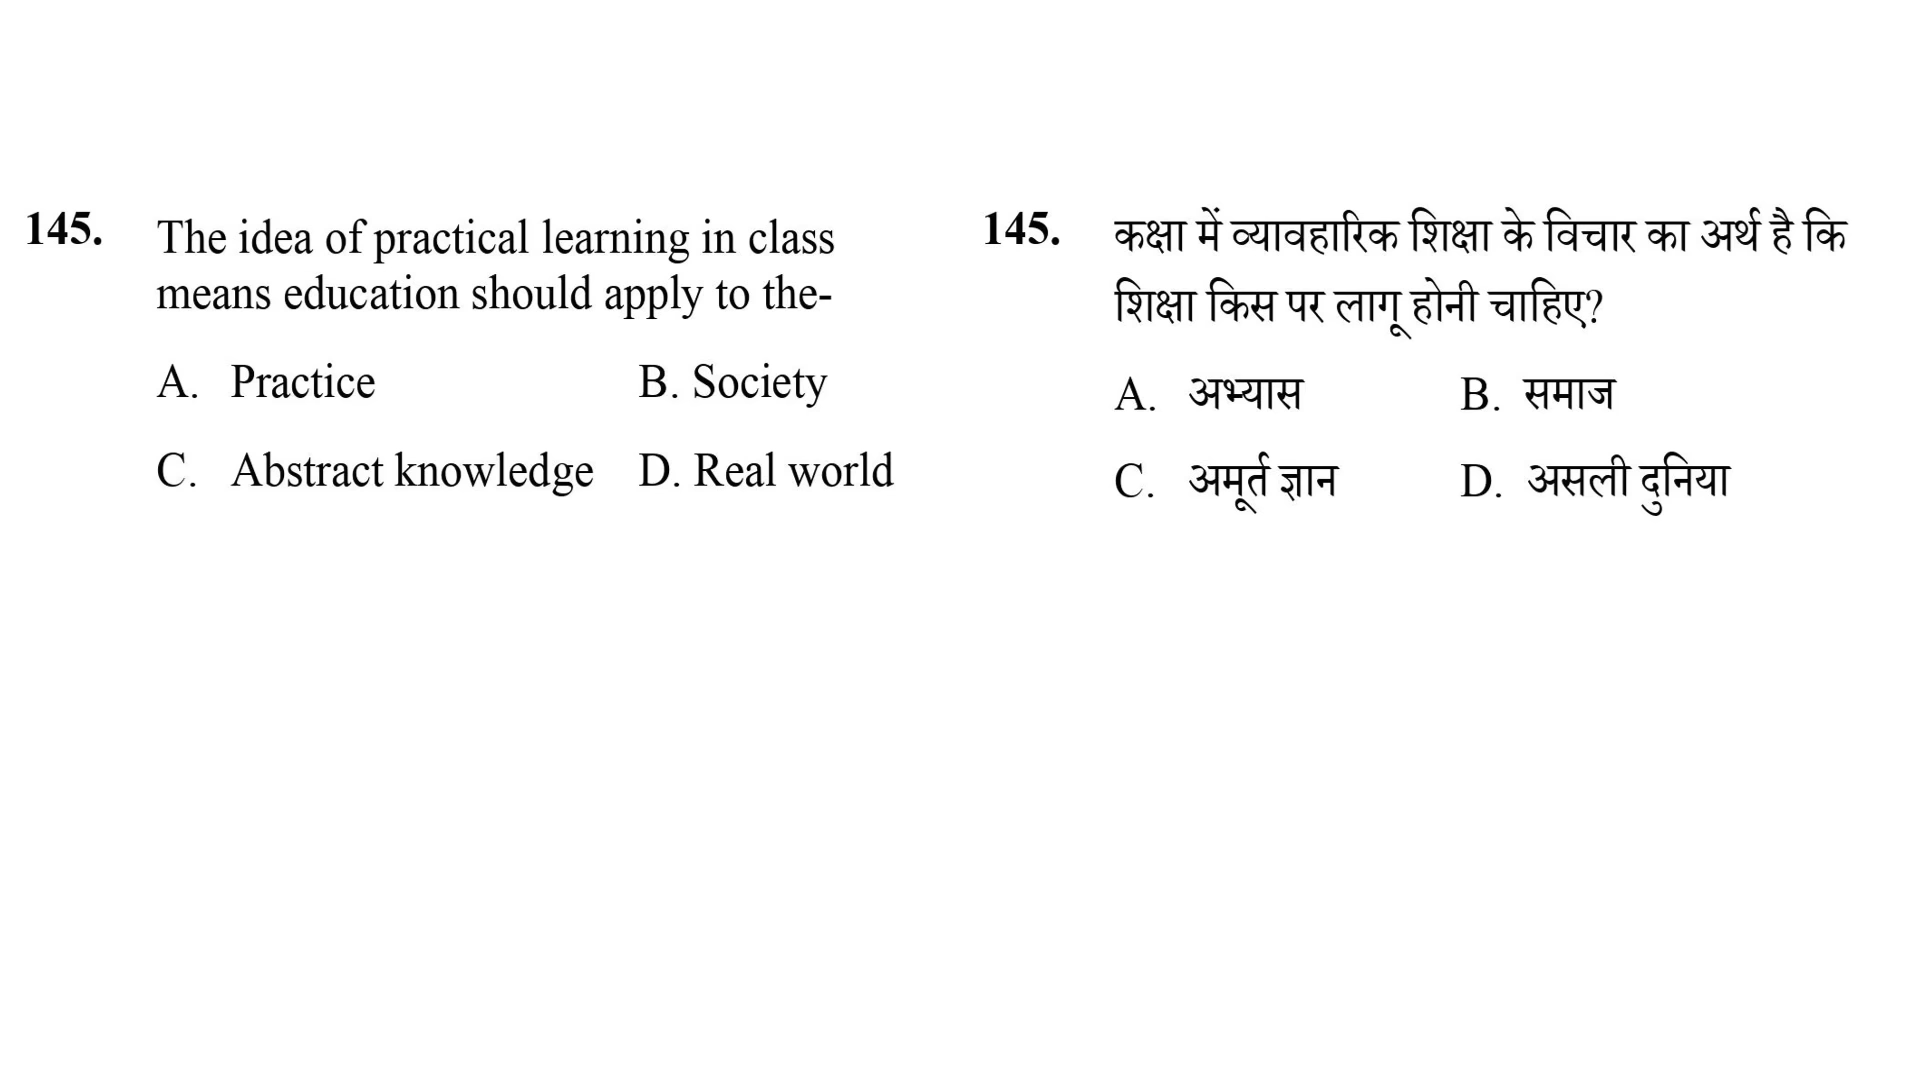 145. The idea of practical learning in class
means education should apply to the-
A. Practice B. Society
C. Abstract knowledge D. Real world
145. कक्षा में व्यावहारिक शिक्षा के विचार का अर्थ है कि
शिक्षा किस पर लागू होनी चाहिए?
A. अभ्यास B. समाज
C. अमूर्त ज्ञान D. असली दुनिया